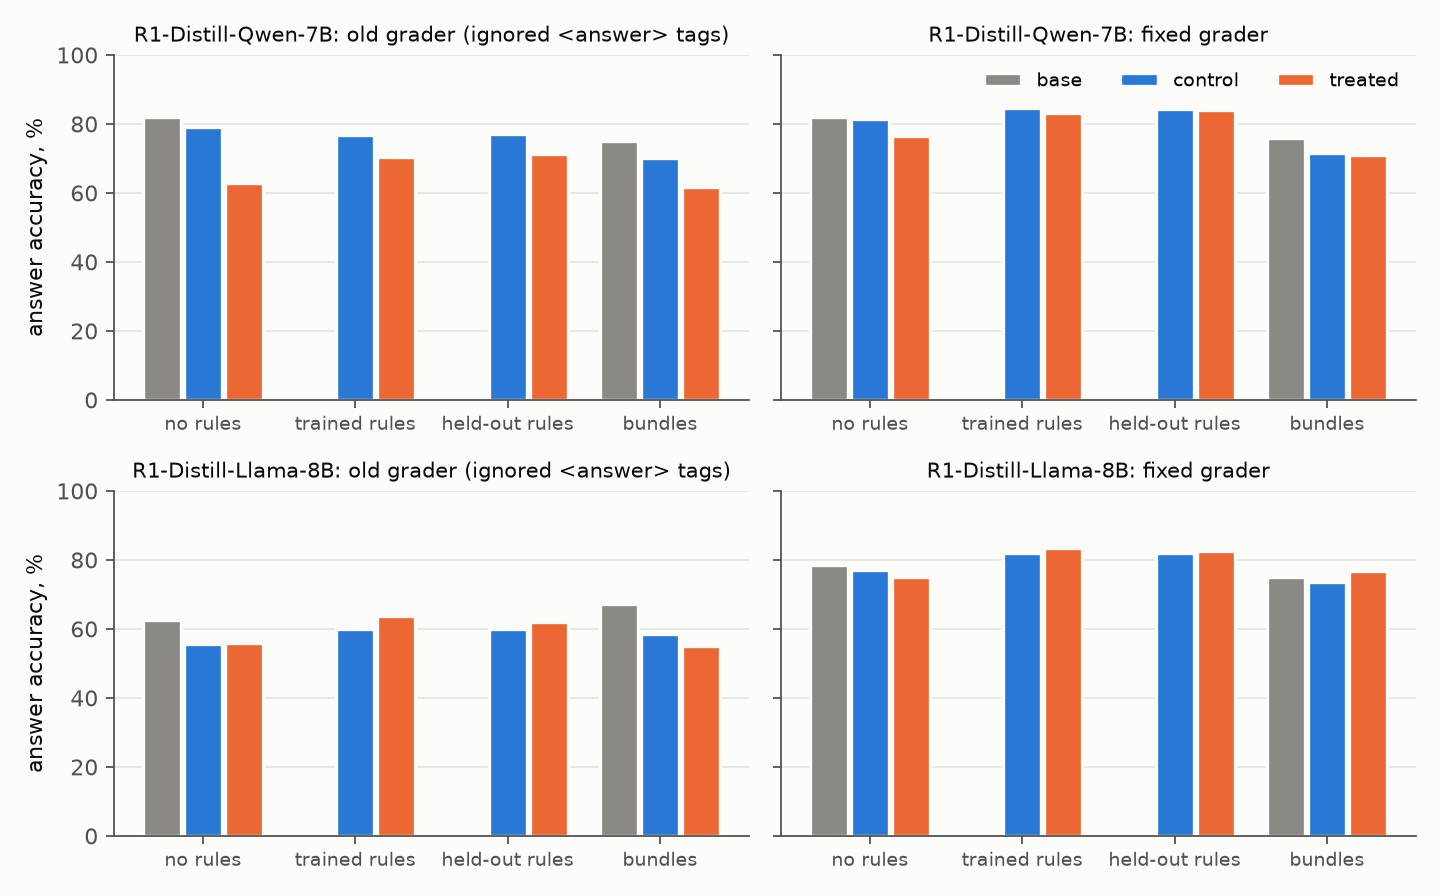 R1-Distill-Qwen-7B: old grader (ignored <answer> tags)
R1-Distill-Qwen-7B: fixed grader
base control treated
answer accuracy, %
100
80
60
40
20
0
no rules trained rules held-out rules bundles
no rules trained rules held-out rules bundles
R1-Distill-Llama-8B: old grader (ignored <answer> tags)
R1-Distill-Llama-8B: fixed grader
answer accuracy, %
100
80
60
40
20
0
no rules trained rules held-out rules bundles
no rules trained rules held-out rules bundles